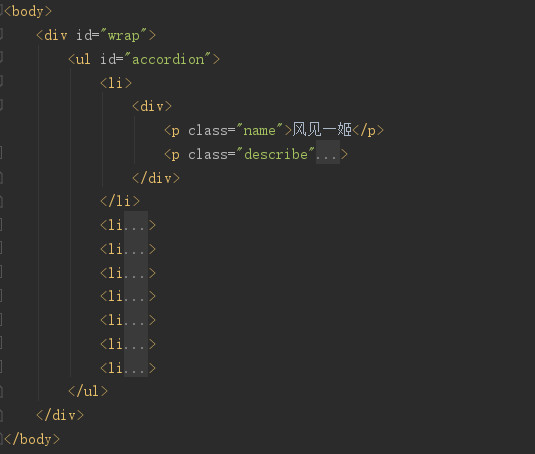 <body>
<div id="wrap">
<ul id="accordion">
<li>
<div>
<p class="name">风见一姬</p>
<p class="describe"...>
</div>
</li>
<li...>
<li...>
<li...>
<li...>
<li...>
<li...>
<li...>
</ul>
</div>
</body>